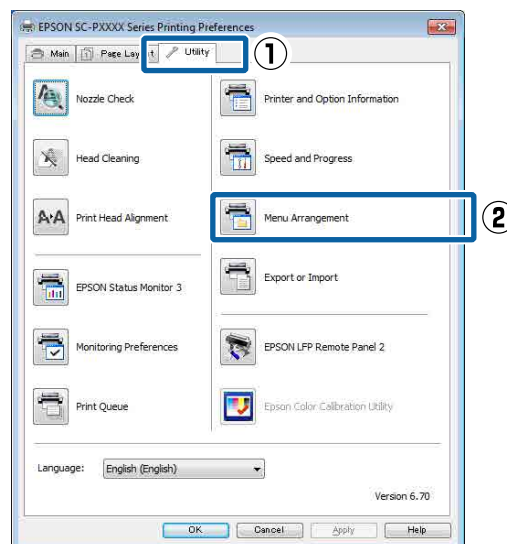 EPSON SC-PXXXX Series Printing Preferences
Main Page Lay t Utility
①
Nozzle Check
Printer and Option Information
Head Cleaning
Speed and Progress
Print Head Alignment
Menu Arrangement
②
EPSON Status Monitor 3
Export or Import
Monitoring Preferences
EPSON LFP Remote Panel 2
Print Queue
Epson Color Calibration Utility
Language: English (English)
Version 6.70
OK Cancel Apply Help